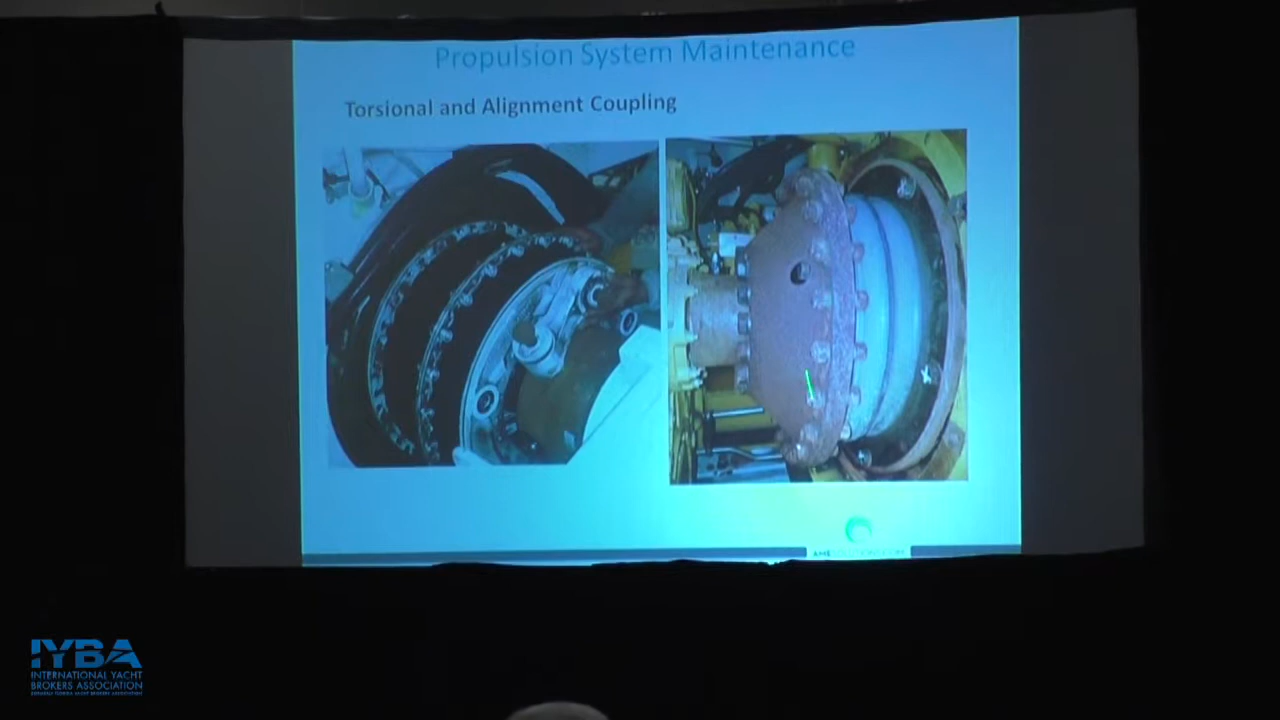 Propulsion System Maintenance
Torsional and Alignment Coupling
IYBA
INTERNATIONAL YACHT
BROKERS ASSOCIATION